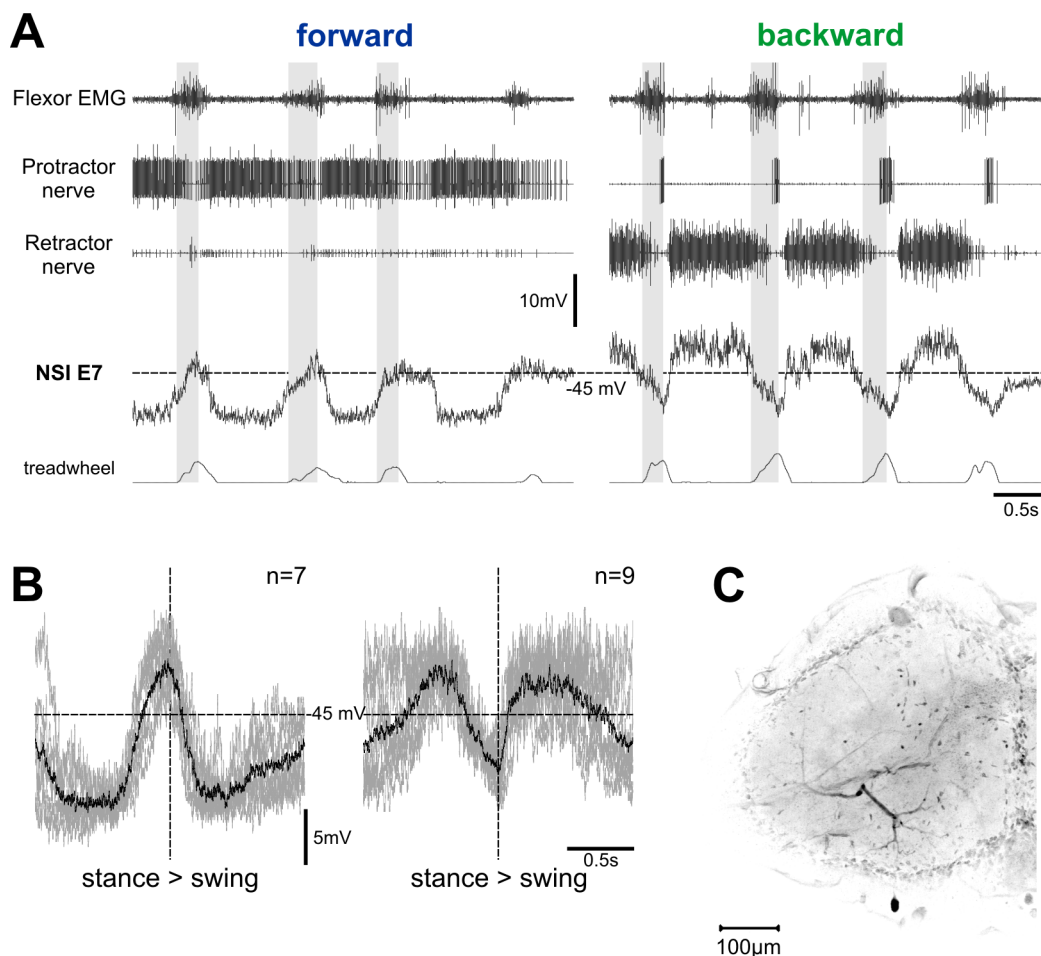 A
forward
backward
Flexor EMG
Protractor
nerve
Retractor
nerve
10mV
NSI E7
-45 mV
treadwheel
0.5s
B
n=7
n=9
C
-45 mV
5mV
0.5s
stance > swing
stance > swing
100µm